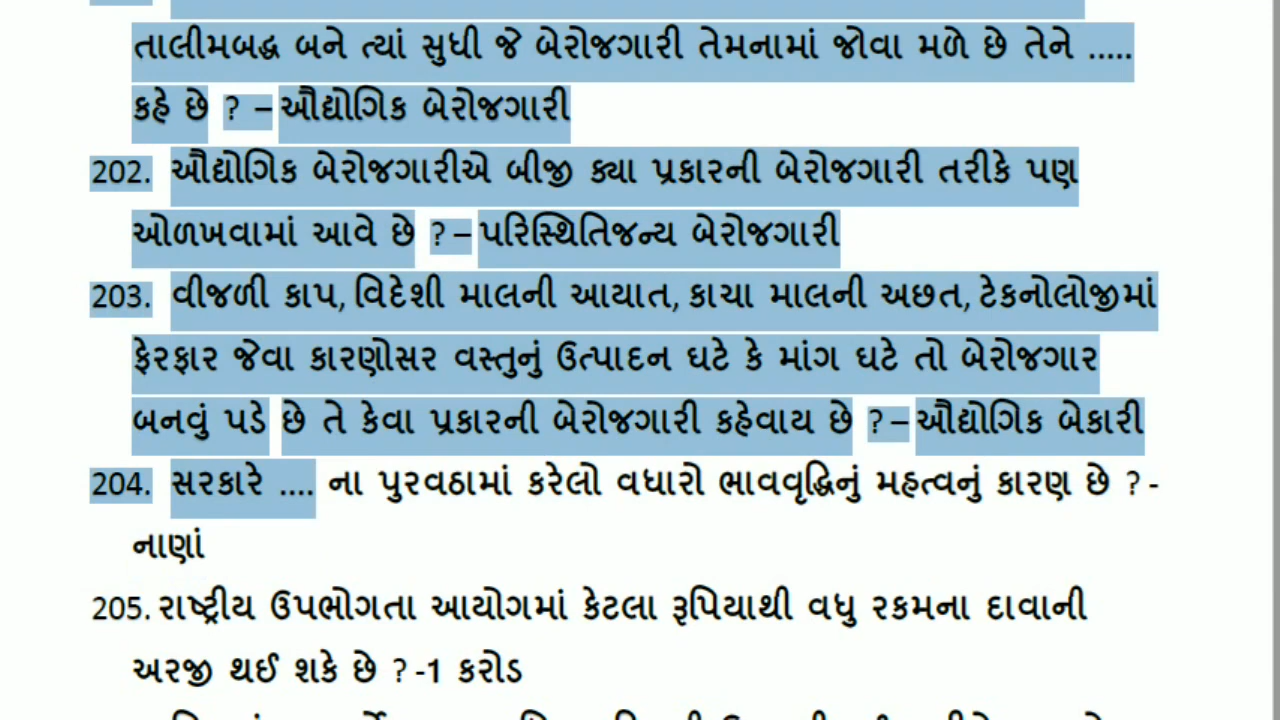 તાલીમબદ્ધ બને ત્યાં સુધી જે બેરોજગારી તેમનામાં જોવા મળે છે તેને .....
કહે છે ? – ઔદ્યોગિક બેરોજગારી
202. ઔદ્યોગિક બેરોજગારીએ બીજી ક્યા પ્રકારની બેરોજગારી તરીકે પણ
ઓળખવામાં આવે છે ? – પરિસ્થિતિજન્ય બેરોજગારી
203. વીજળી કાપ, વિદેશી માલની આયાત, કાચા માલની અછત, ટેકનોલોજીમાં
ફેરફાર જેવા કારણોસર વસ્તુનું ઉત્પાદન ઘટે કે માંગ ઘટે તો બેરોજગાર
બનવું પડે છે તે કેવા પ્રકારની બેરોજગારી કહેવાય છે ? – ઔદ્યોગિક બેકારી
204. સરકારે .... ના પુરવઠામાં કરેલો વધારો ભાવવૃદ્ધિનું મહત્વનું કારણ છે ? -
નાણાં
205. રાષ્ટ્રીય ઉપભોગતા આયોગમાં કેટલા રૂપિયાથી વધુ રકમના દાવાની
અરજી થઈ શકે છે ? -1 કરોડ